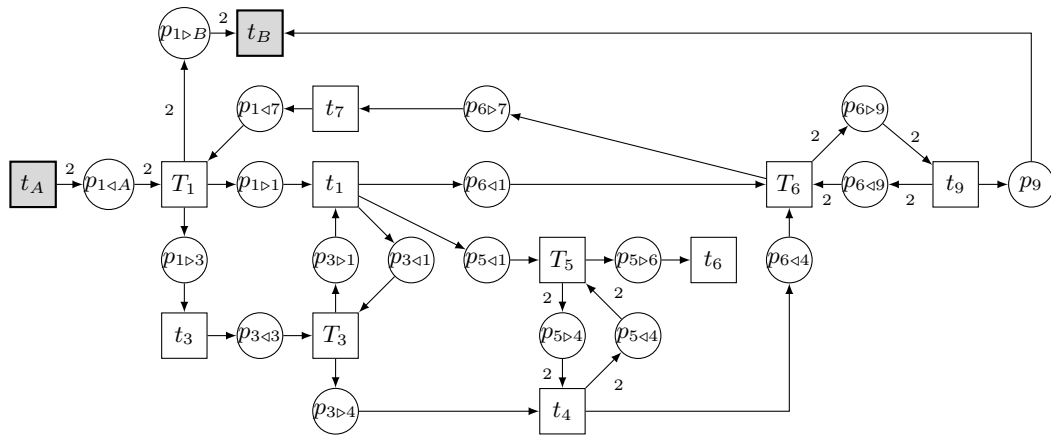 p1▷B 2 tB
2
p1◁7 t7 p6▷7 p6▷9
2 2
tA 2 p1◁A 2 T1 p1▷1 t1 p6◁1 T6 2 p6◁9 2 t9 p9
p1▷3 p3▷1 p3◁1 p5◁1 T5 p5▷6 t6 p6◁4
2 2
t3 p3◁3 T3 p5▷4 p5◁4
2 2
p3▷4 t4